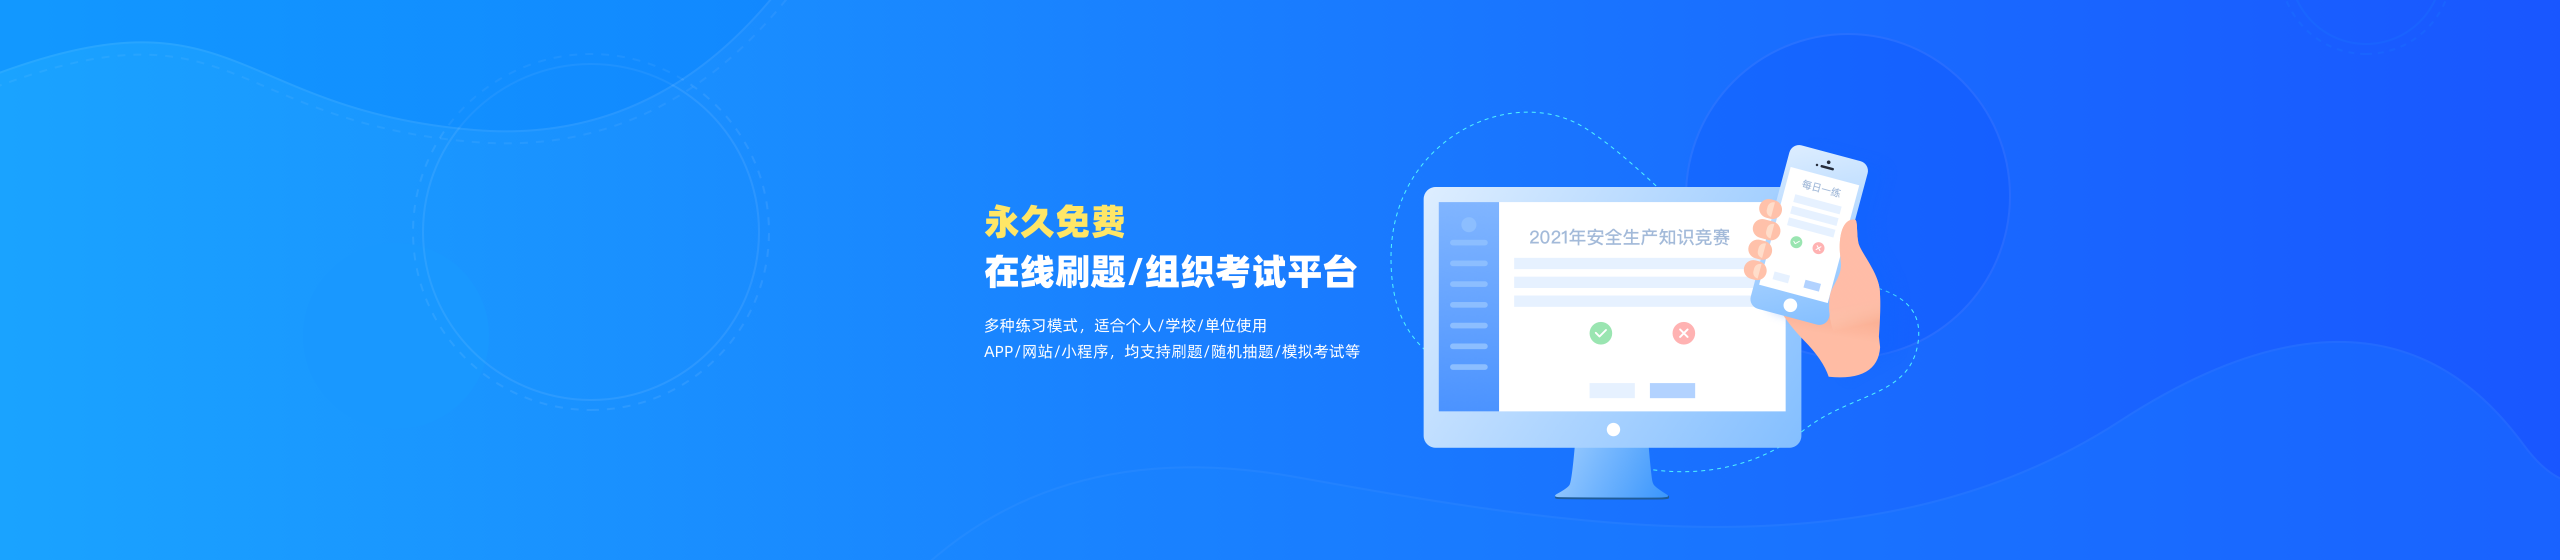 永久免费
在线刷题/组织考试平台
多种练习模式，适合个人/学校/单位使用
APP/网站/小程序，均支持刷题/随机抽题/模拟考试等
2021年安全生产知识竞赛
每日一练